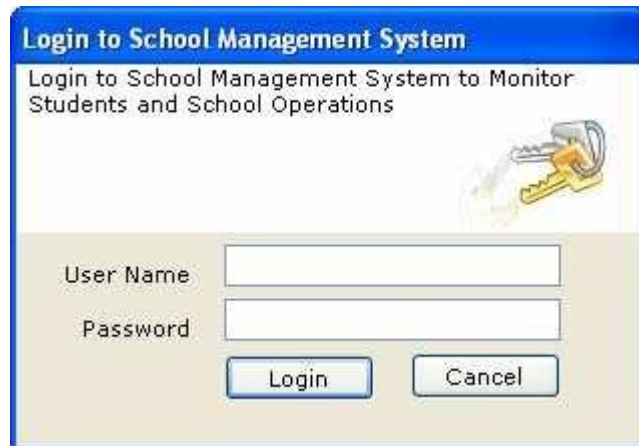 Login to School Management System
Login to School Management System to Monitor
Students and School Operations
User Name
Password
Login
Cancel